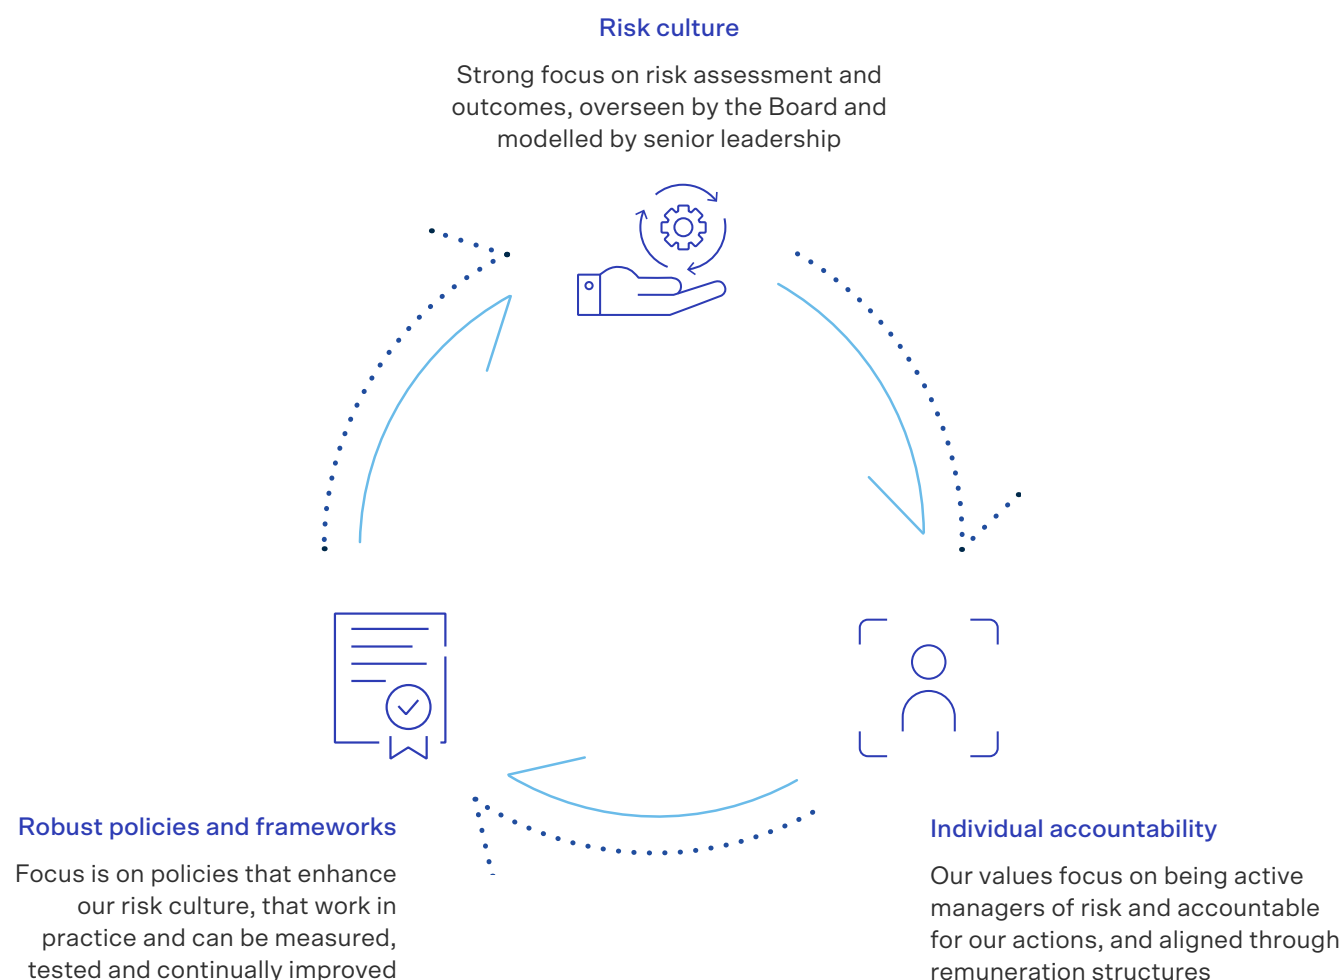 Risk culture
Strong focus on risk assessment and
outcomes, overseen by the Board and
modelled by senior leadership
Robust policies and frameworks
Focus is on policies that enhance
our risk culture, that work in
practice and can be measured,
tested and continually improved
Individual accountability
Our values focus on being active
managers of risk and accountable
for our actions, and aligned through
remuneration structures